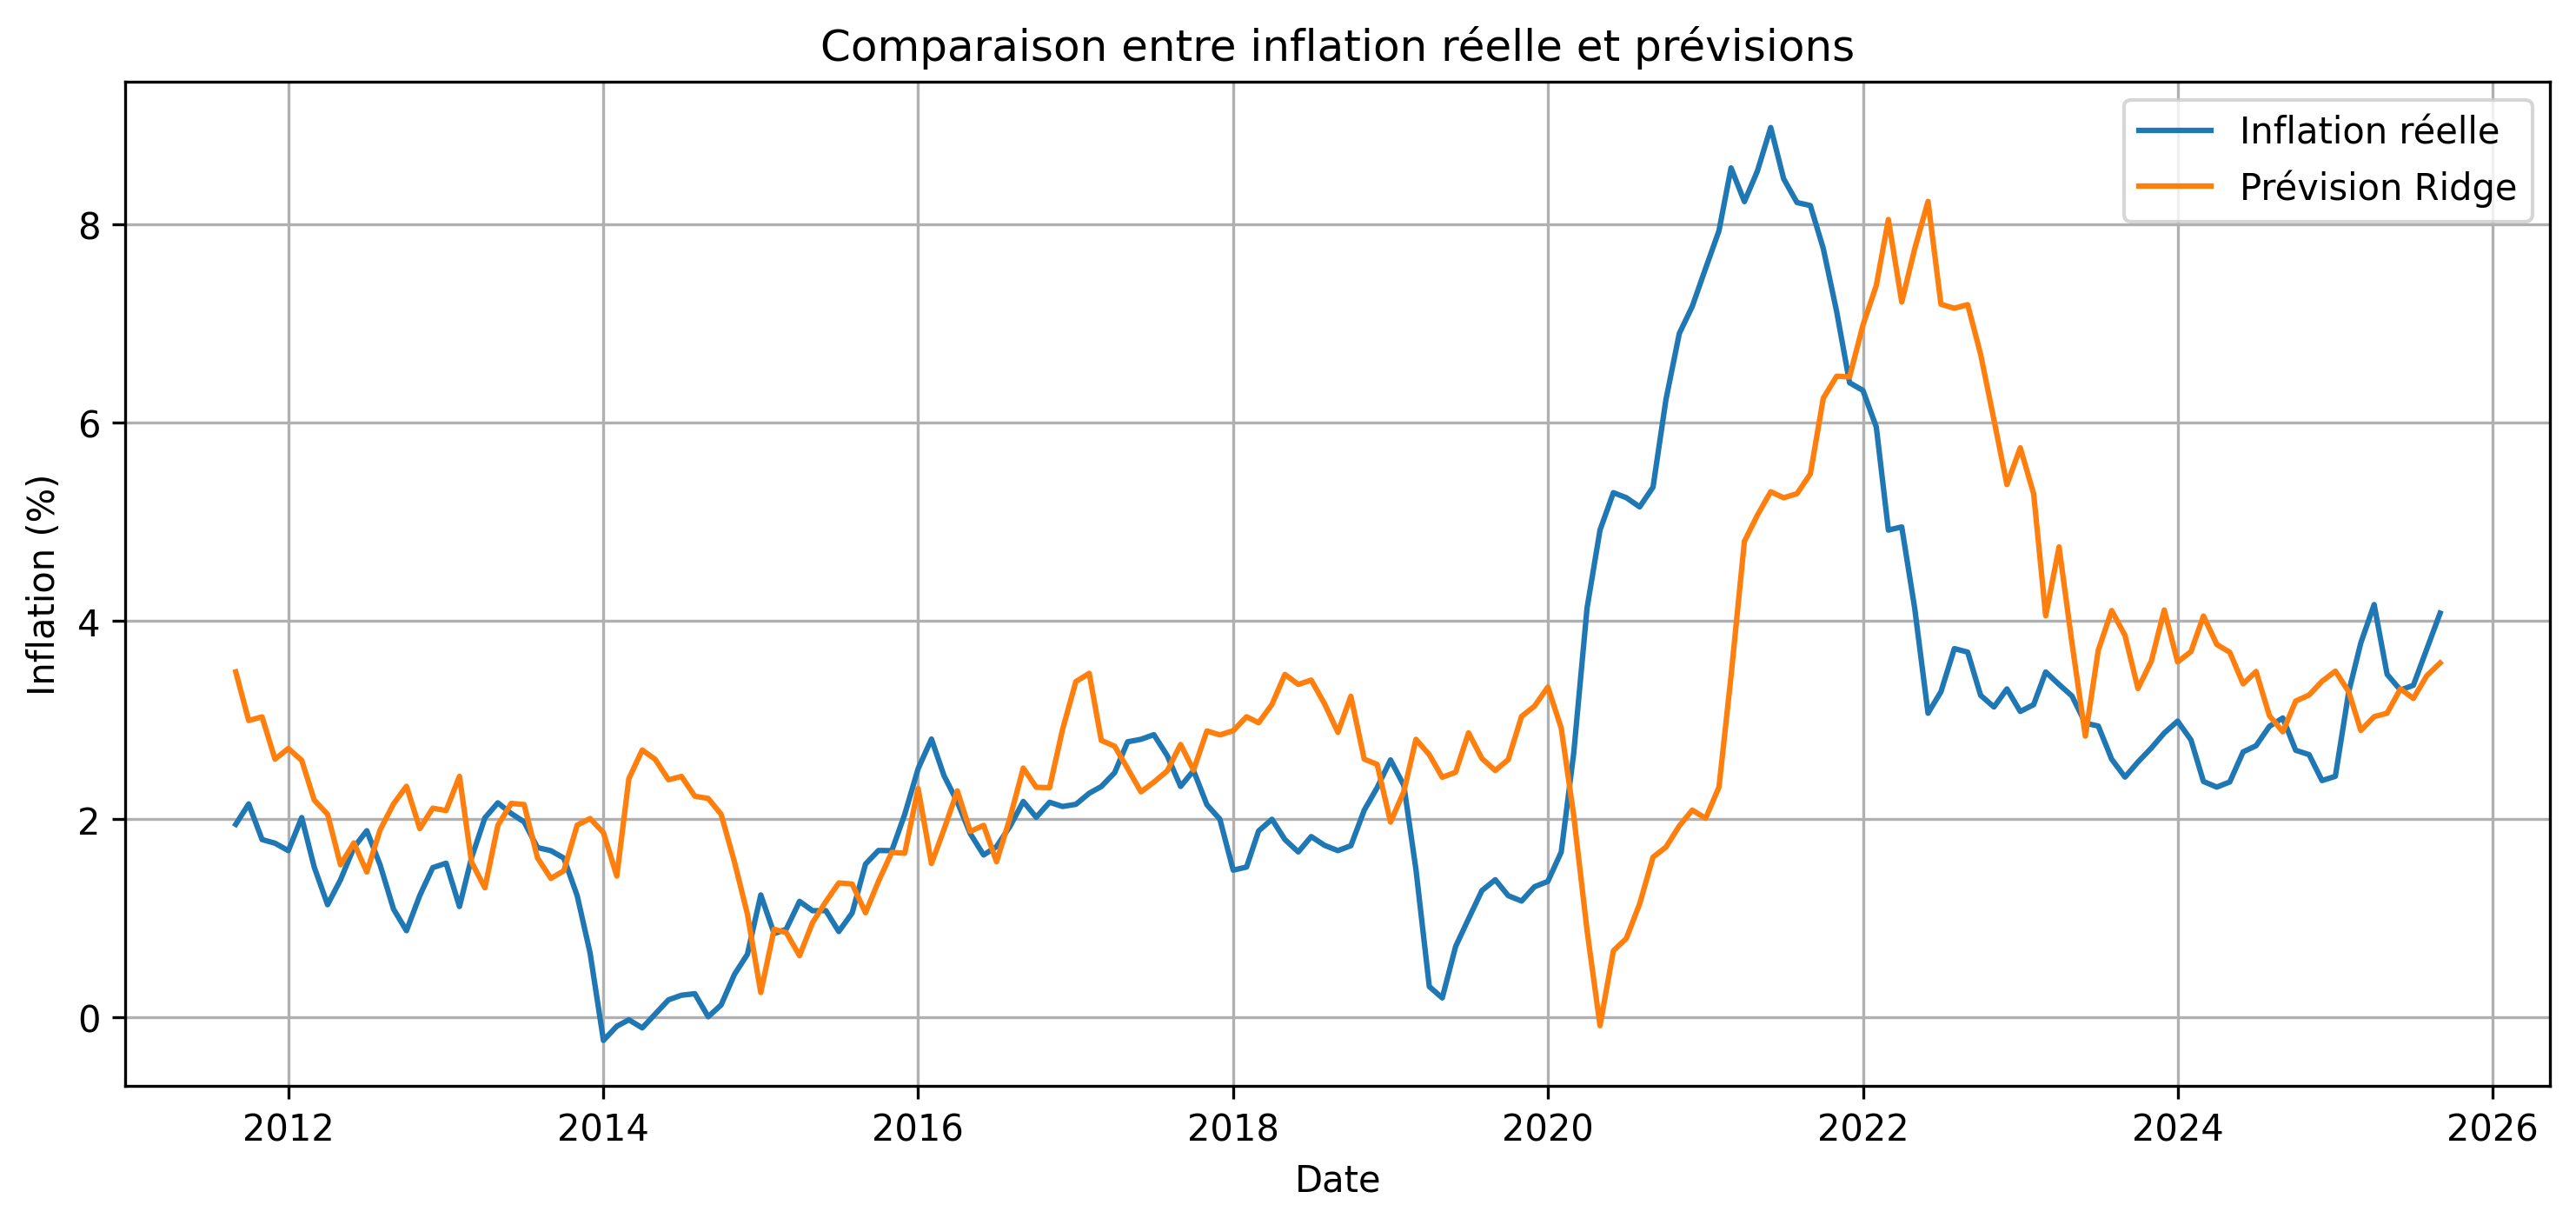 Comparaison entre inflation réelle et prévisions
Inflation réelle
Prévision Ridge
Inflation (%)
8
6
4
2
0
2012 2014 2016 2018 2020 2022 2024 2026
Date